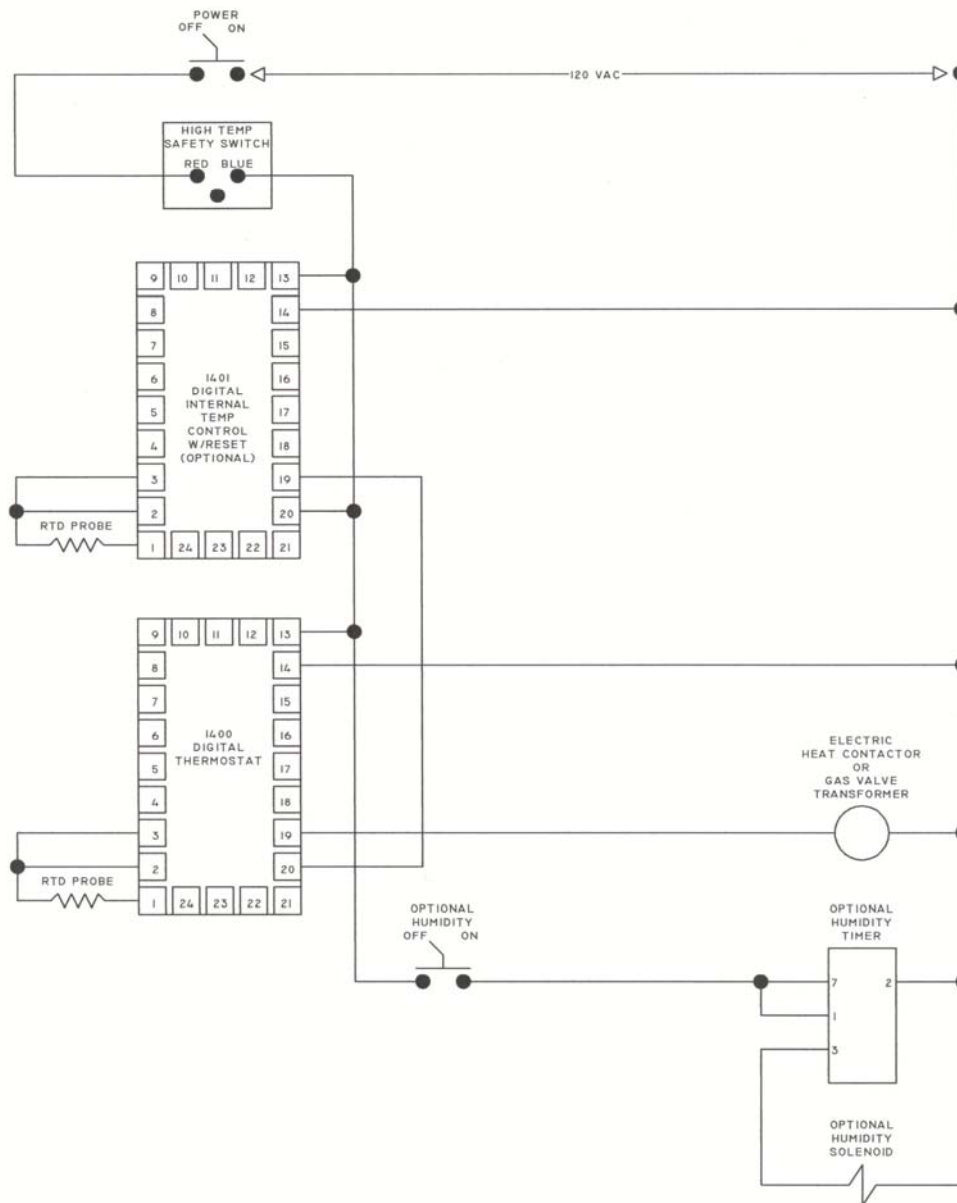 POWER
OFF ON
120 VAC
HIGH TEMP
SAFETY SWITCH
RED BLUE
9 10 11 12 13
8 14
7 15
6 16
5 17
4 18
3 19
2 20
1 24 23 22 21
1401
DIGITAL
INTERNAL
TEMP
CONTROL
W/RESET
(OPTIONAL)
RTD PROBE
9 10 11 12 13
8 14
7 15
6 16
5 17
4 18
3 19
2 20
1 24 23 22 21
1400
DIGITAL
THERMOSTAT
RTD PROBE
ELECTRIC
HEAT CONTACTOR
OR
GAS VALVE
TRANSFORMER
OPTIONAL
HUMIDITY
OFF ON
OPTIONAL
HUMIDITY
TIMER
7 2
1
3
OPTIONAL
HUMIDITY
SOLENOID